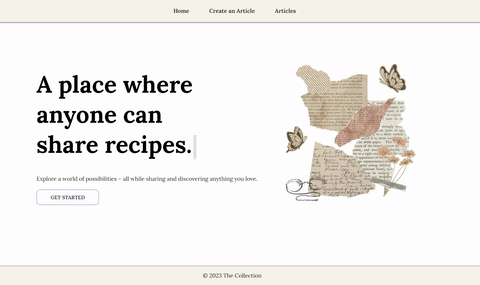 Home Create an Article Articles
A place where
anyone can
share recipes.
Explore a world of possibilities - all while sharing and discovering anything you love.
GET STARTED
© 2023 The Collection